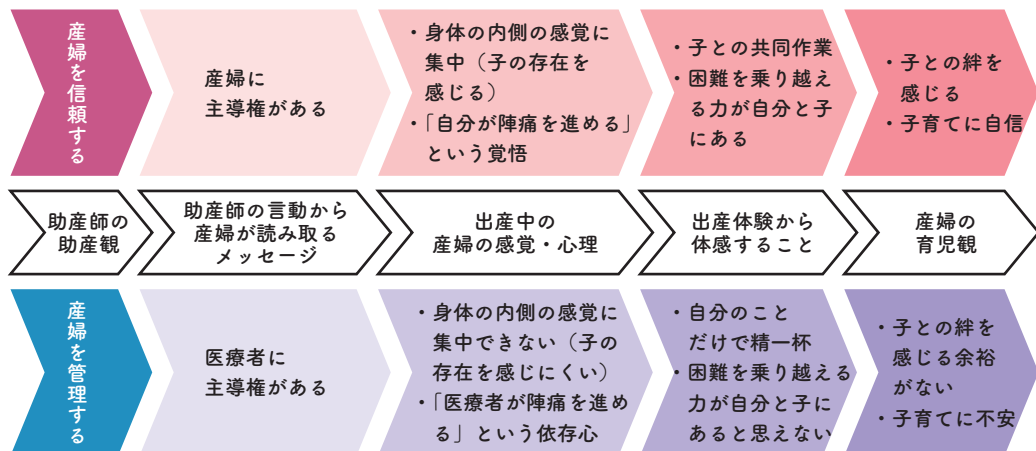 産婦を信頼する
産婦に
主導権がある
・身体の内側の感覚に
集中（子の存在を
感じる）
・「自分が陣痛を進める」
という覚悟
・子との共同作業
・困難を乗り越え
る力が自分と子
にある
・子との絆を
感じる
・子育てに自信
助産師の
助産観
助産師の言動から
産婦が読み取る
メッセージ
出産中の
産婦の感覚・心理
出産体験から
体感すること
産婦の
育児観
産婦を管理する
医療者に
主導権がある
・身体の内側の感覚に
集中できない（子の
存在を感じにくい）
・「医療者が陣痛を進め
る」という依存心
・自分のこと
だけで精一杯
・困難を乗り越える
力が自分と子に
あると思えない
・子との絆を
感じる余裕
がない
・子育てに不安